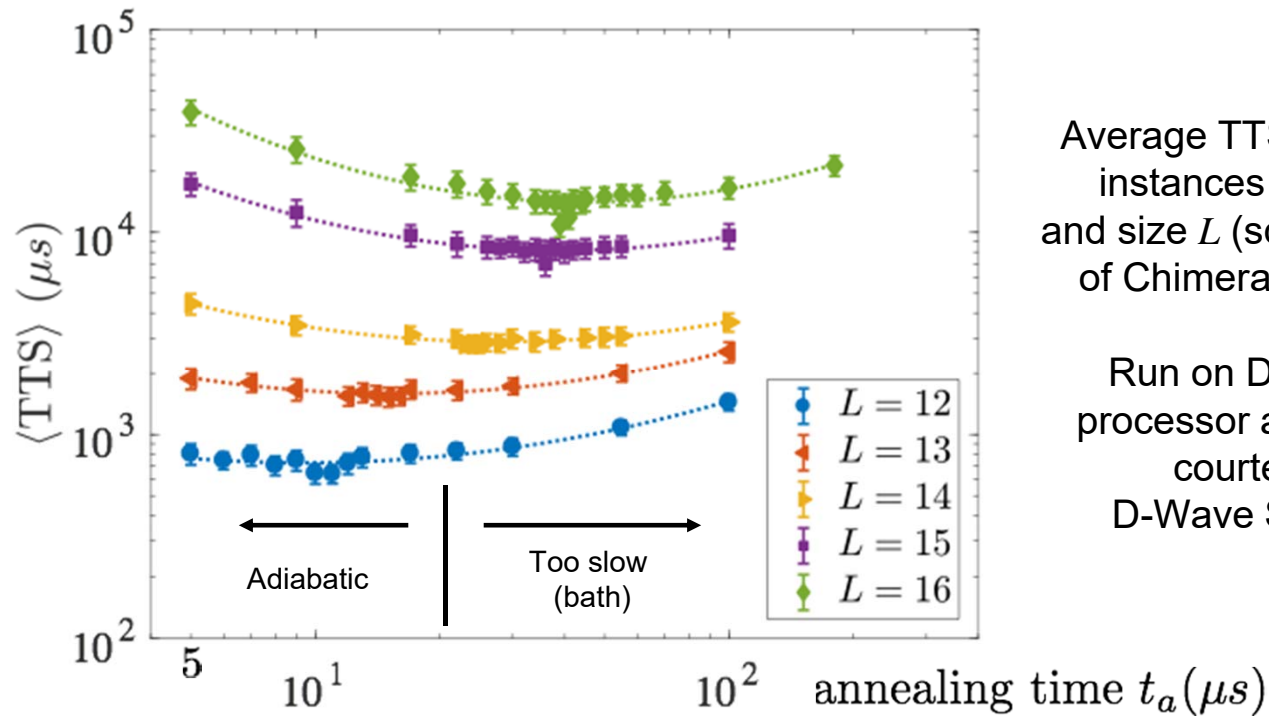 10^5
10^4
10^3
10^2
⟨TTS⟩ (μs)
Adiabatic
Too slow
(bath)
L = 12
L = 13
L = 14
L = 15
L = 16
5
10^1
10^2
annealing time t_a(μs)
Average
instances
and size L
of Chimera
Run on
processor
D-Wave